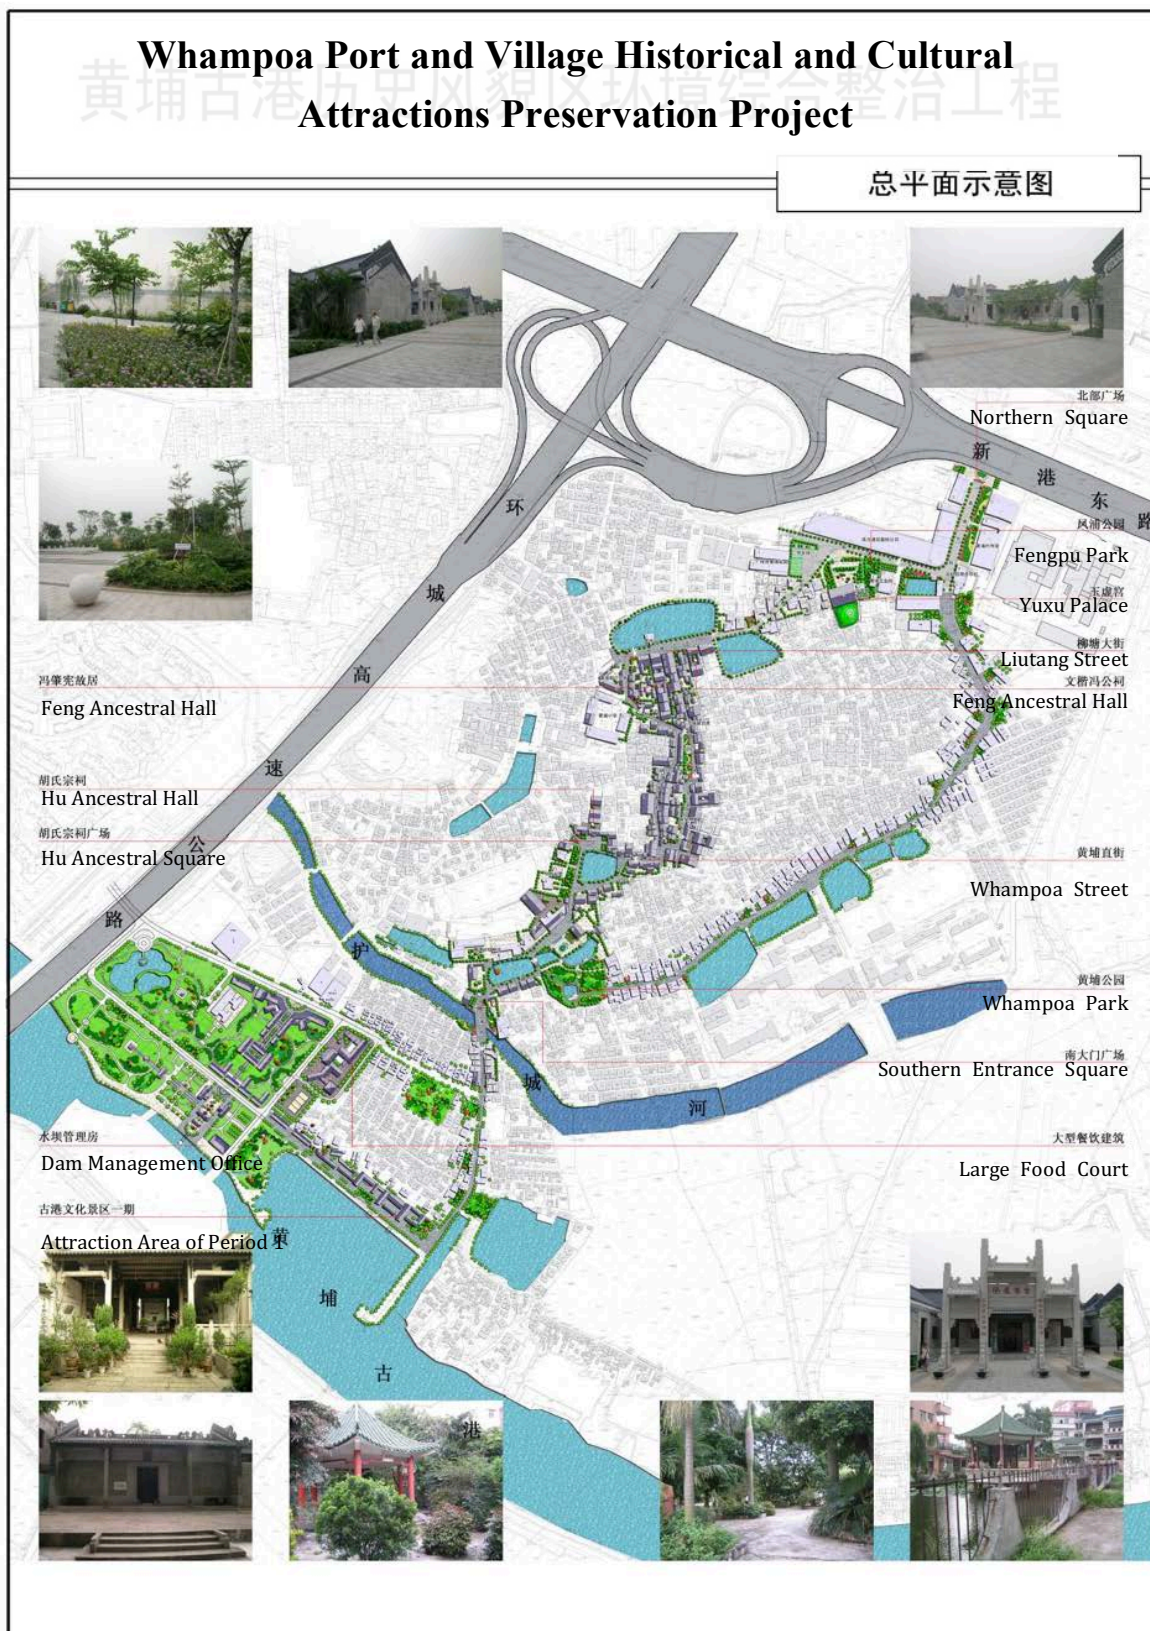 Whampoa Port and Village Historical and Cultural
黄埔古港历史风貌区环境综合整治工程
Attractions Preservation Project
总平面示意图
北部广场
Northern Square
新港东路
环城高速公路
凤浦公园
Fengpu Park
玉虚宫
Yuxu Palace
柳塘大街
Liutang Street
冯肇宪故居
文楷冯公祠
Feng Ancestral Hall
Feng Ancestral Hall
胡氏宗祠
Hu Ancestral Hall
胡氏宗祠广场
Hu Ancestral Square
黄埔直街
Whampoa Street
护城河
黄埔公园
Whampoa Park
南大门广场
Southern Entrance Square
水坝管理房
Dam Management Office
大型餐饮建筑
Large Food Court
古港文化景区一期
Attraction Area of Period 1
黄埔古港